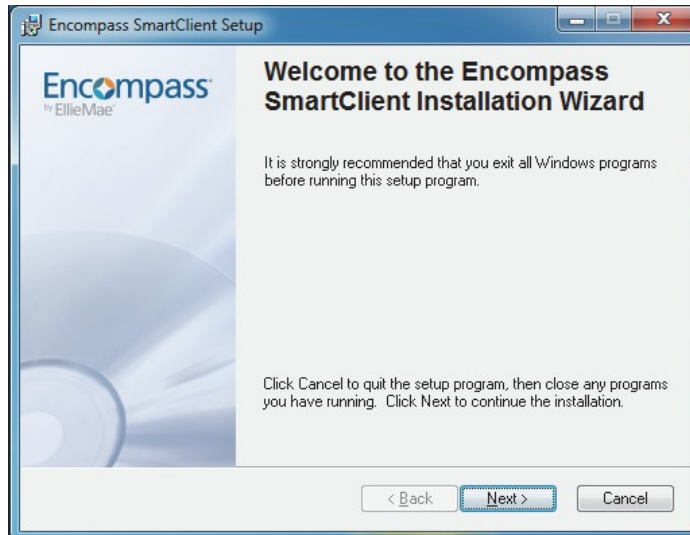 Encompass SmartClient Setup
Encompass
by EllieMae
Welcome to the Encompass
SmartClient Installation Wizard
It is strongly recommended that you exit all Windows programs
before running this setup program.
Click Cancel to quit the setup program, then close any programs
you have running. Click Next to continue the installation.
< Back Next > Cancel